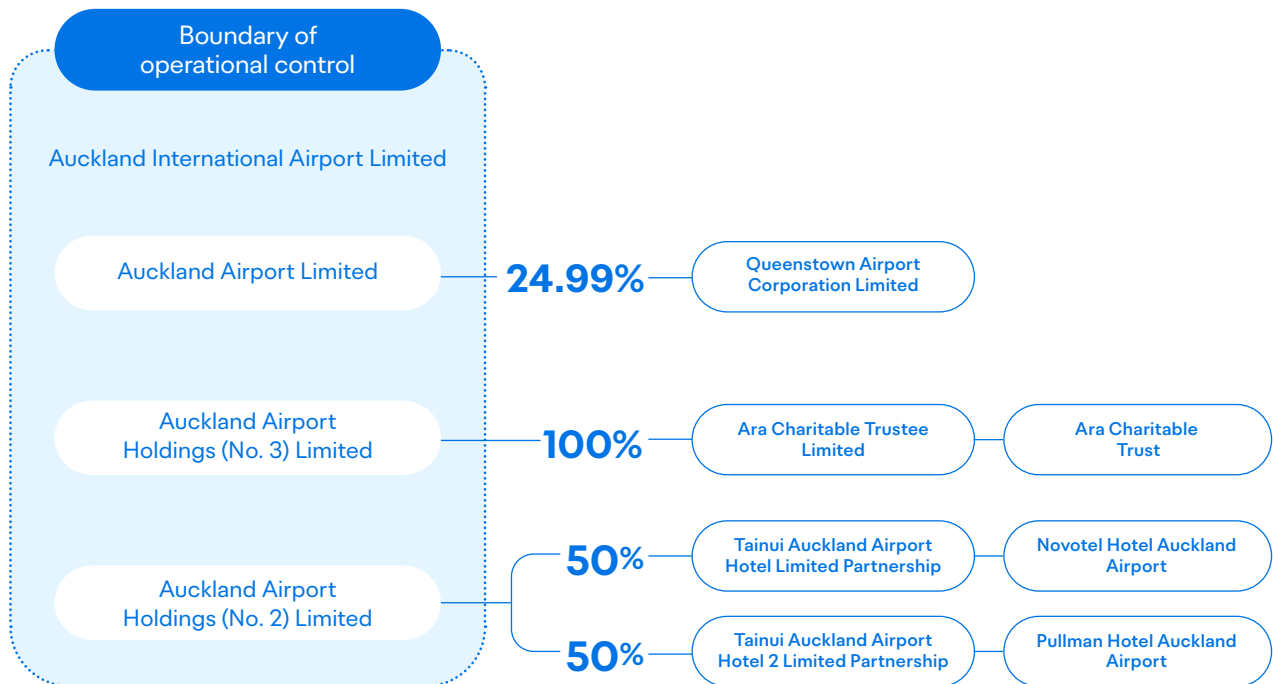 Boundary of
operational control
Auckland International Airport Limited
Auckland Airport Limited
24.99%
Queenstown Airport
Corporation Limited
Auckland Airport
Holdings (No. 3) Limited
100%
Ara Charitable Trustee
Limited
Ara Charitable
Trust
Auckland Airport
Holdings (No. 2) Limited
50%
Tainui Auckland Airport
Hotel Limited Partnership
Novotel Hotel Auckland
Airport
50%
Tainui Auckland Airport
Hotel 2 Limited Partnership
Pullman Hotel Auckland
Airport